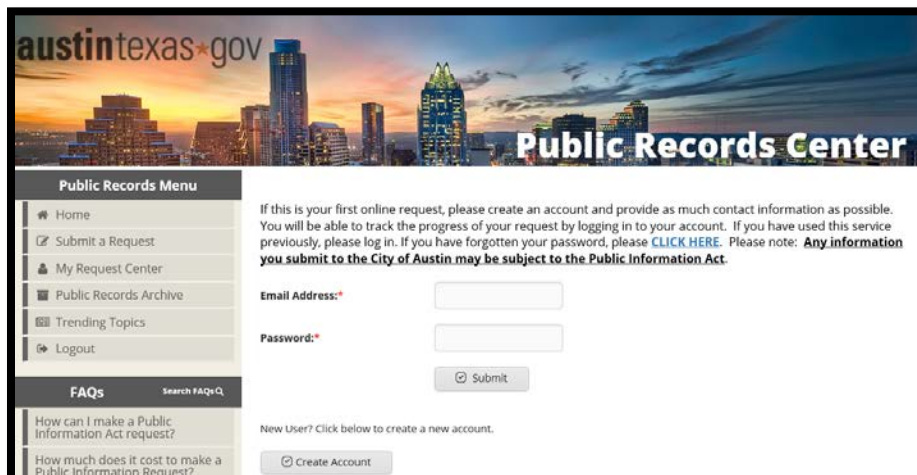 austintexas★gov
Public Records Center
Public Records Menu
Home
Submit a Request
My Request Center
Public Records Archive
Trending Topics
Logout
FAQs Search FAQs
How can I make a Public
Information Act request?
How much does it cost to make a
Public Information Request?
If this is your first online request, please create an account and provide as much contact information as possible.
You will be able to track the progress of your request by logging in to your account. If you have used this service
previously, please log in. If you have forgotten your password, please CLICK HERE. Please note: Any information
you submit to the City of Austin may be subject to the Public Information Act.
Email Address:*
Password:*
Submit
New User? Click below to create a new account.
Create Account